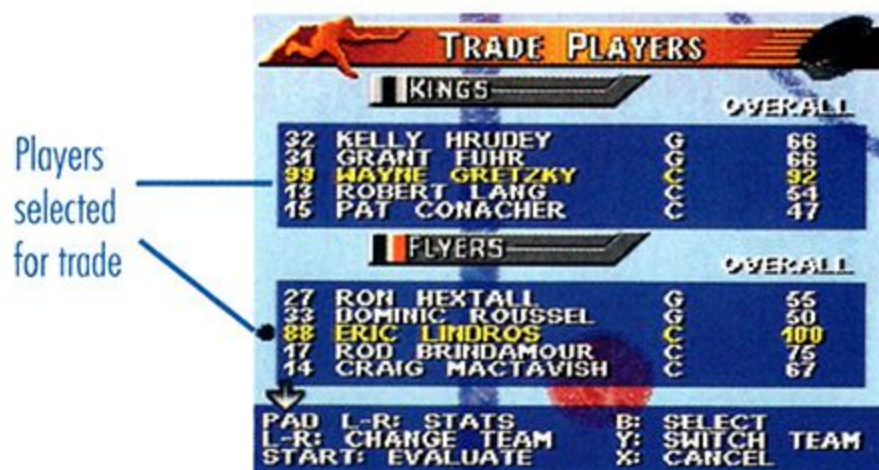 TRADE PLAYERS
KINGS
OVERALL
32 KELLY HRUDEY G 66
31 GRANT FUHR G 66
99 WAYNE GRETZKY C 92
13 ROBERT LANG C 54
15 PAT CONACHER C 47
Players
selected
for trade
FLYERS
OVERALL
27 RON HEXTALL G 55
33 DOMINIC ROUSSEL G 50
88 ERIC LINDROS C 100
17 ROD BRINDAMOUR C 75
14 CRAIG MACTAVISH C 67
PAD L-R: STATS B: SELECT
L-R: CHANGE TEAM Y: SWITCH TEAM
START: EVALUATE X: CANCEL